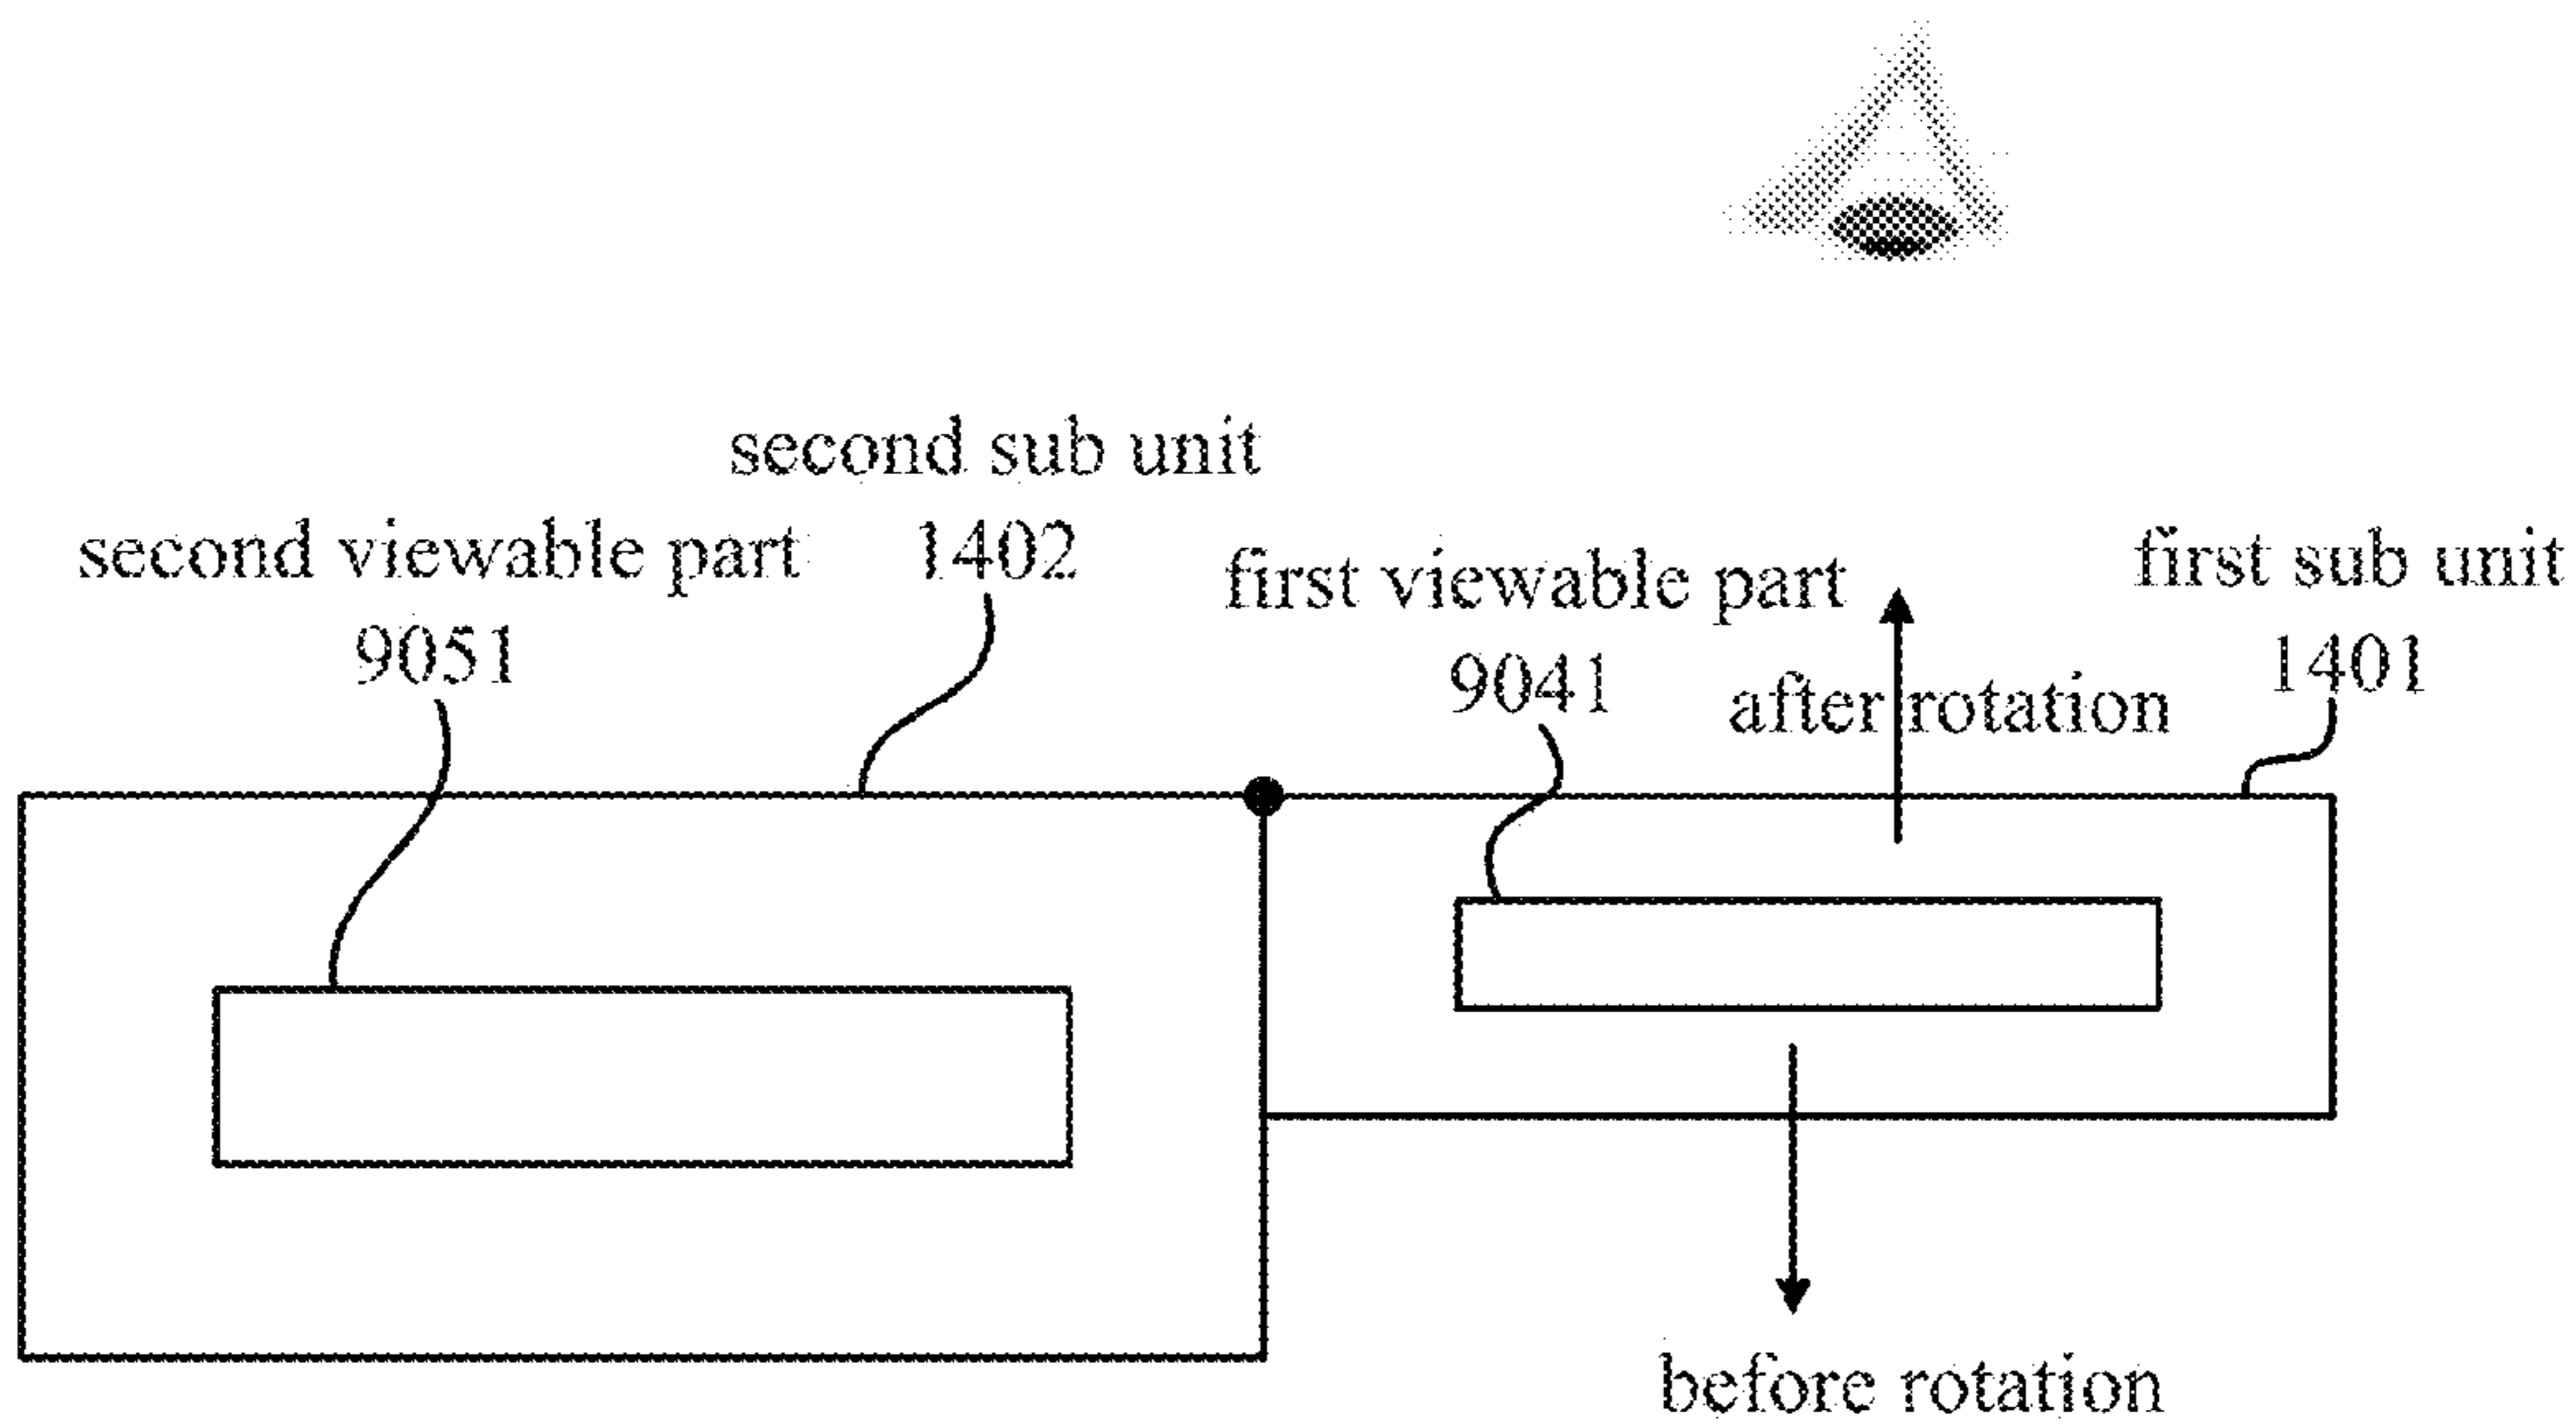 second sub unit
1402
second viewable part
9051
first viewable part
9041
first sub unit
1401
after rotation
before rotation